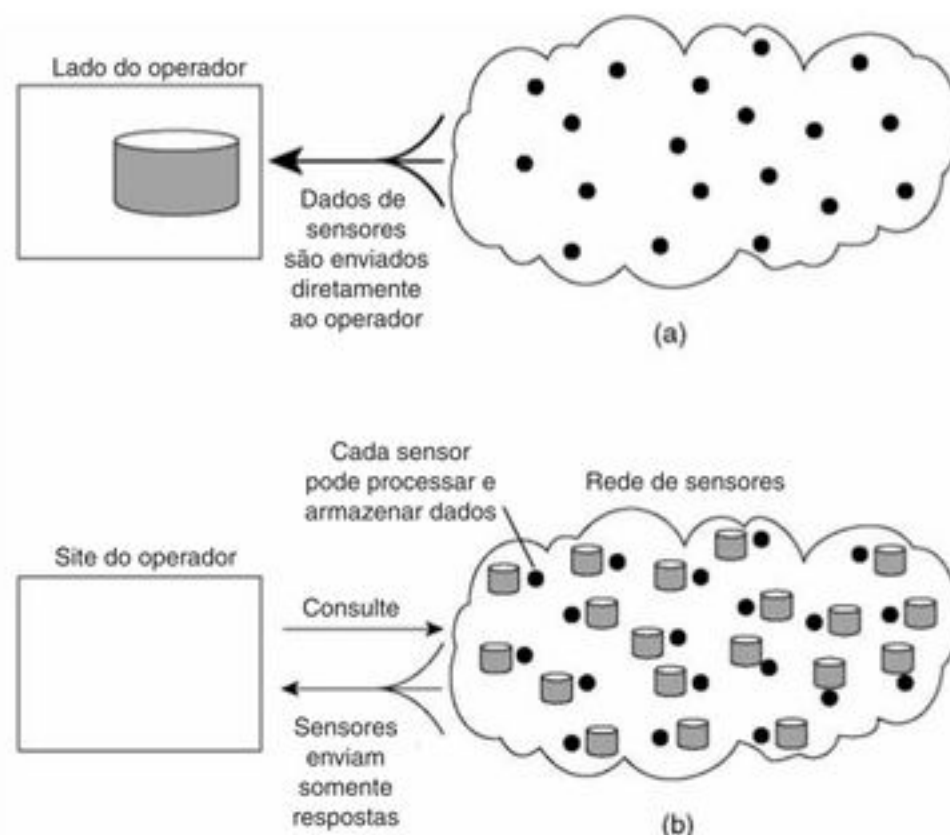 Lado do operador
Dados de
sensores
são enviados
diretamente
ao operador
(a)
Cada sensor
pode processar e
armazenar dados
Rede de sensores
Site do operador
Consulte
Sensores
enviam
somente
respostas
(b)